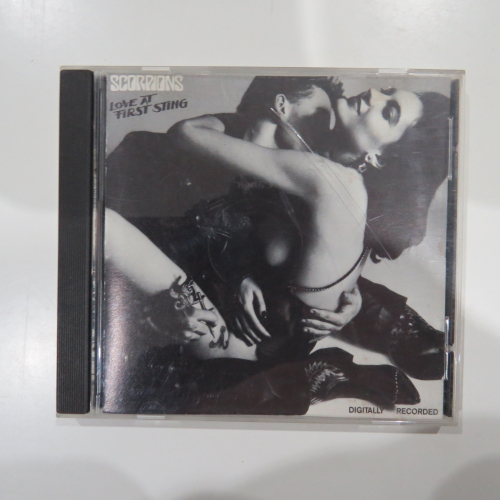 SCORPIONS
LOVE AT
FIRST STING
DIGITALLY RECORDED